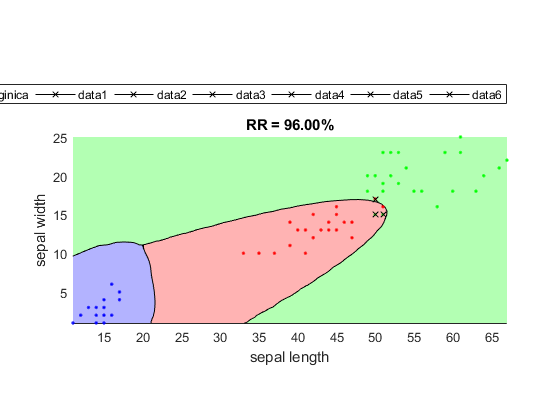 ginica data1 data2 data3 data4 data5 data6
RR = 96.00%
25
20
15
10
5
sepal width
15 20 25 30 35 40 45 50 55 60 65
sepal length